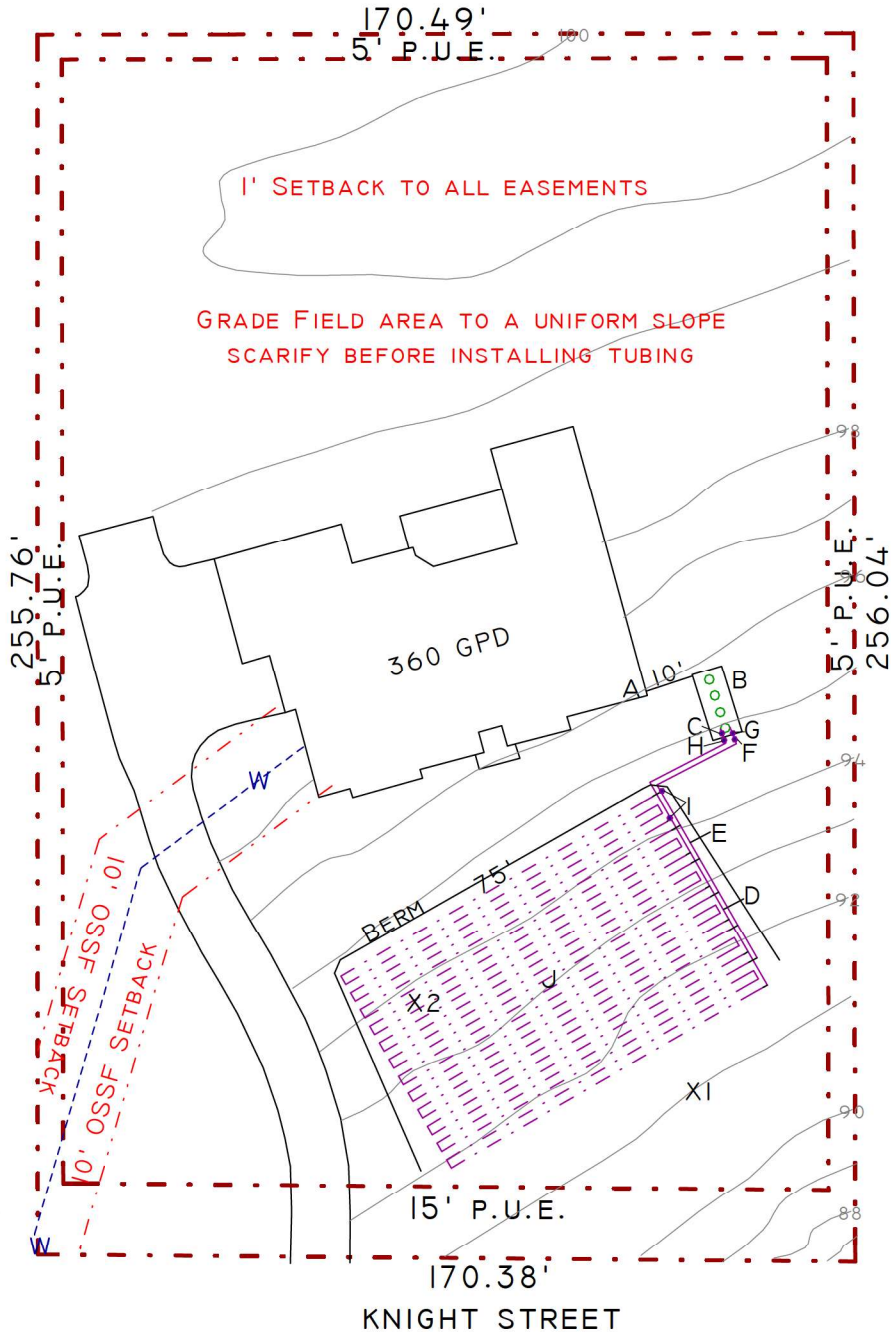 170.49'
100
5' P.U.E.
1' SETBACK TO ALL EASEMENTS
GRADE FIELD AREA TO A UNIFORM SLOPE
SCARIFY BEFORE INSTALLING TUBING
98
255.76'
5' P.U.E.
5' P.U.E.
256.04'
96
360 GPD
A 10'
B
C
G
H
F
94
W
I
E
75'
BERM
D
92
10' OSSF SETBACK
10' OSSF SETBACK
J
X2
X1
90
88
15' P.U.E.
W
170.38'
KNIGHT STREET